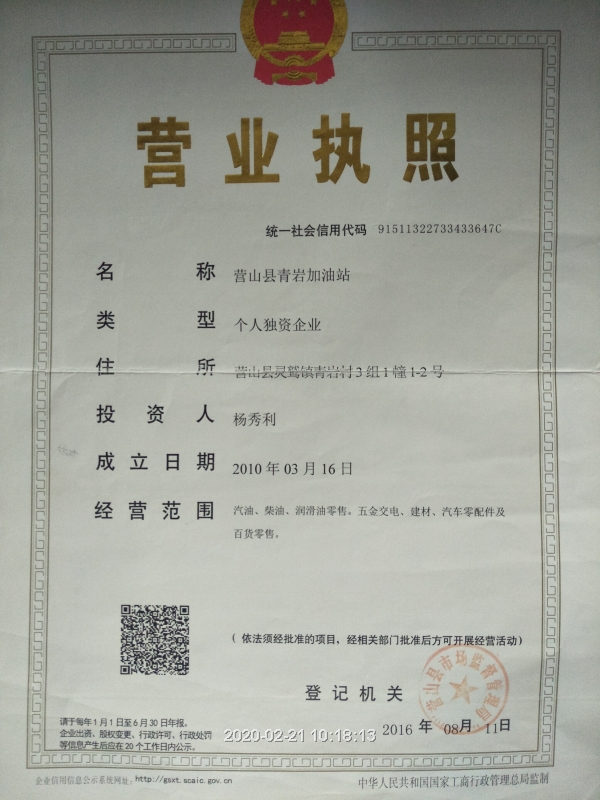 营业执照
统一社会信用代码 91511322733433647C
名称 营山县青岩加油站
类型 个人独资企业
住所 营山县灵鹫镇青岩村3组1幢1-2号
投资人 杨秀利
成立日期 2010年03月16日
经营范围 汽油、柴油、润滑油零售。五金交电、建材、汽车零配件及
百货零售。
(依法须经批准的项目，经相关部门批准后方可开展经营活动)
登记机关
营山县市场监督管理局
2016年08月11日
请于每年1月1日至6月30日年报。
企业出资、股权变更、行政许可、行政处罚
等信息产生后应在20个工作日内公示。
2020-02-21 10:18:13
企业信用信息公示系统网址: http://gsxt.scaic.gov.cn
中华人民共和国国家工商行政管理总局监制